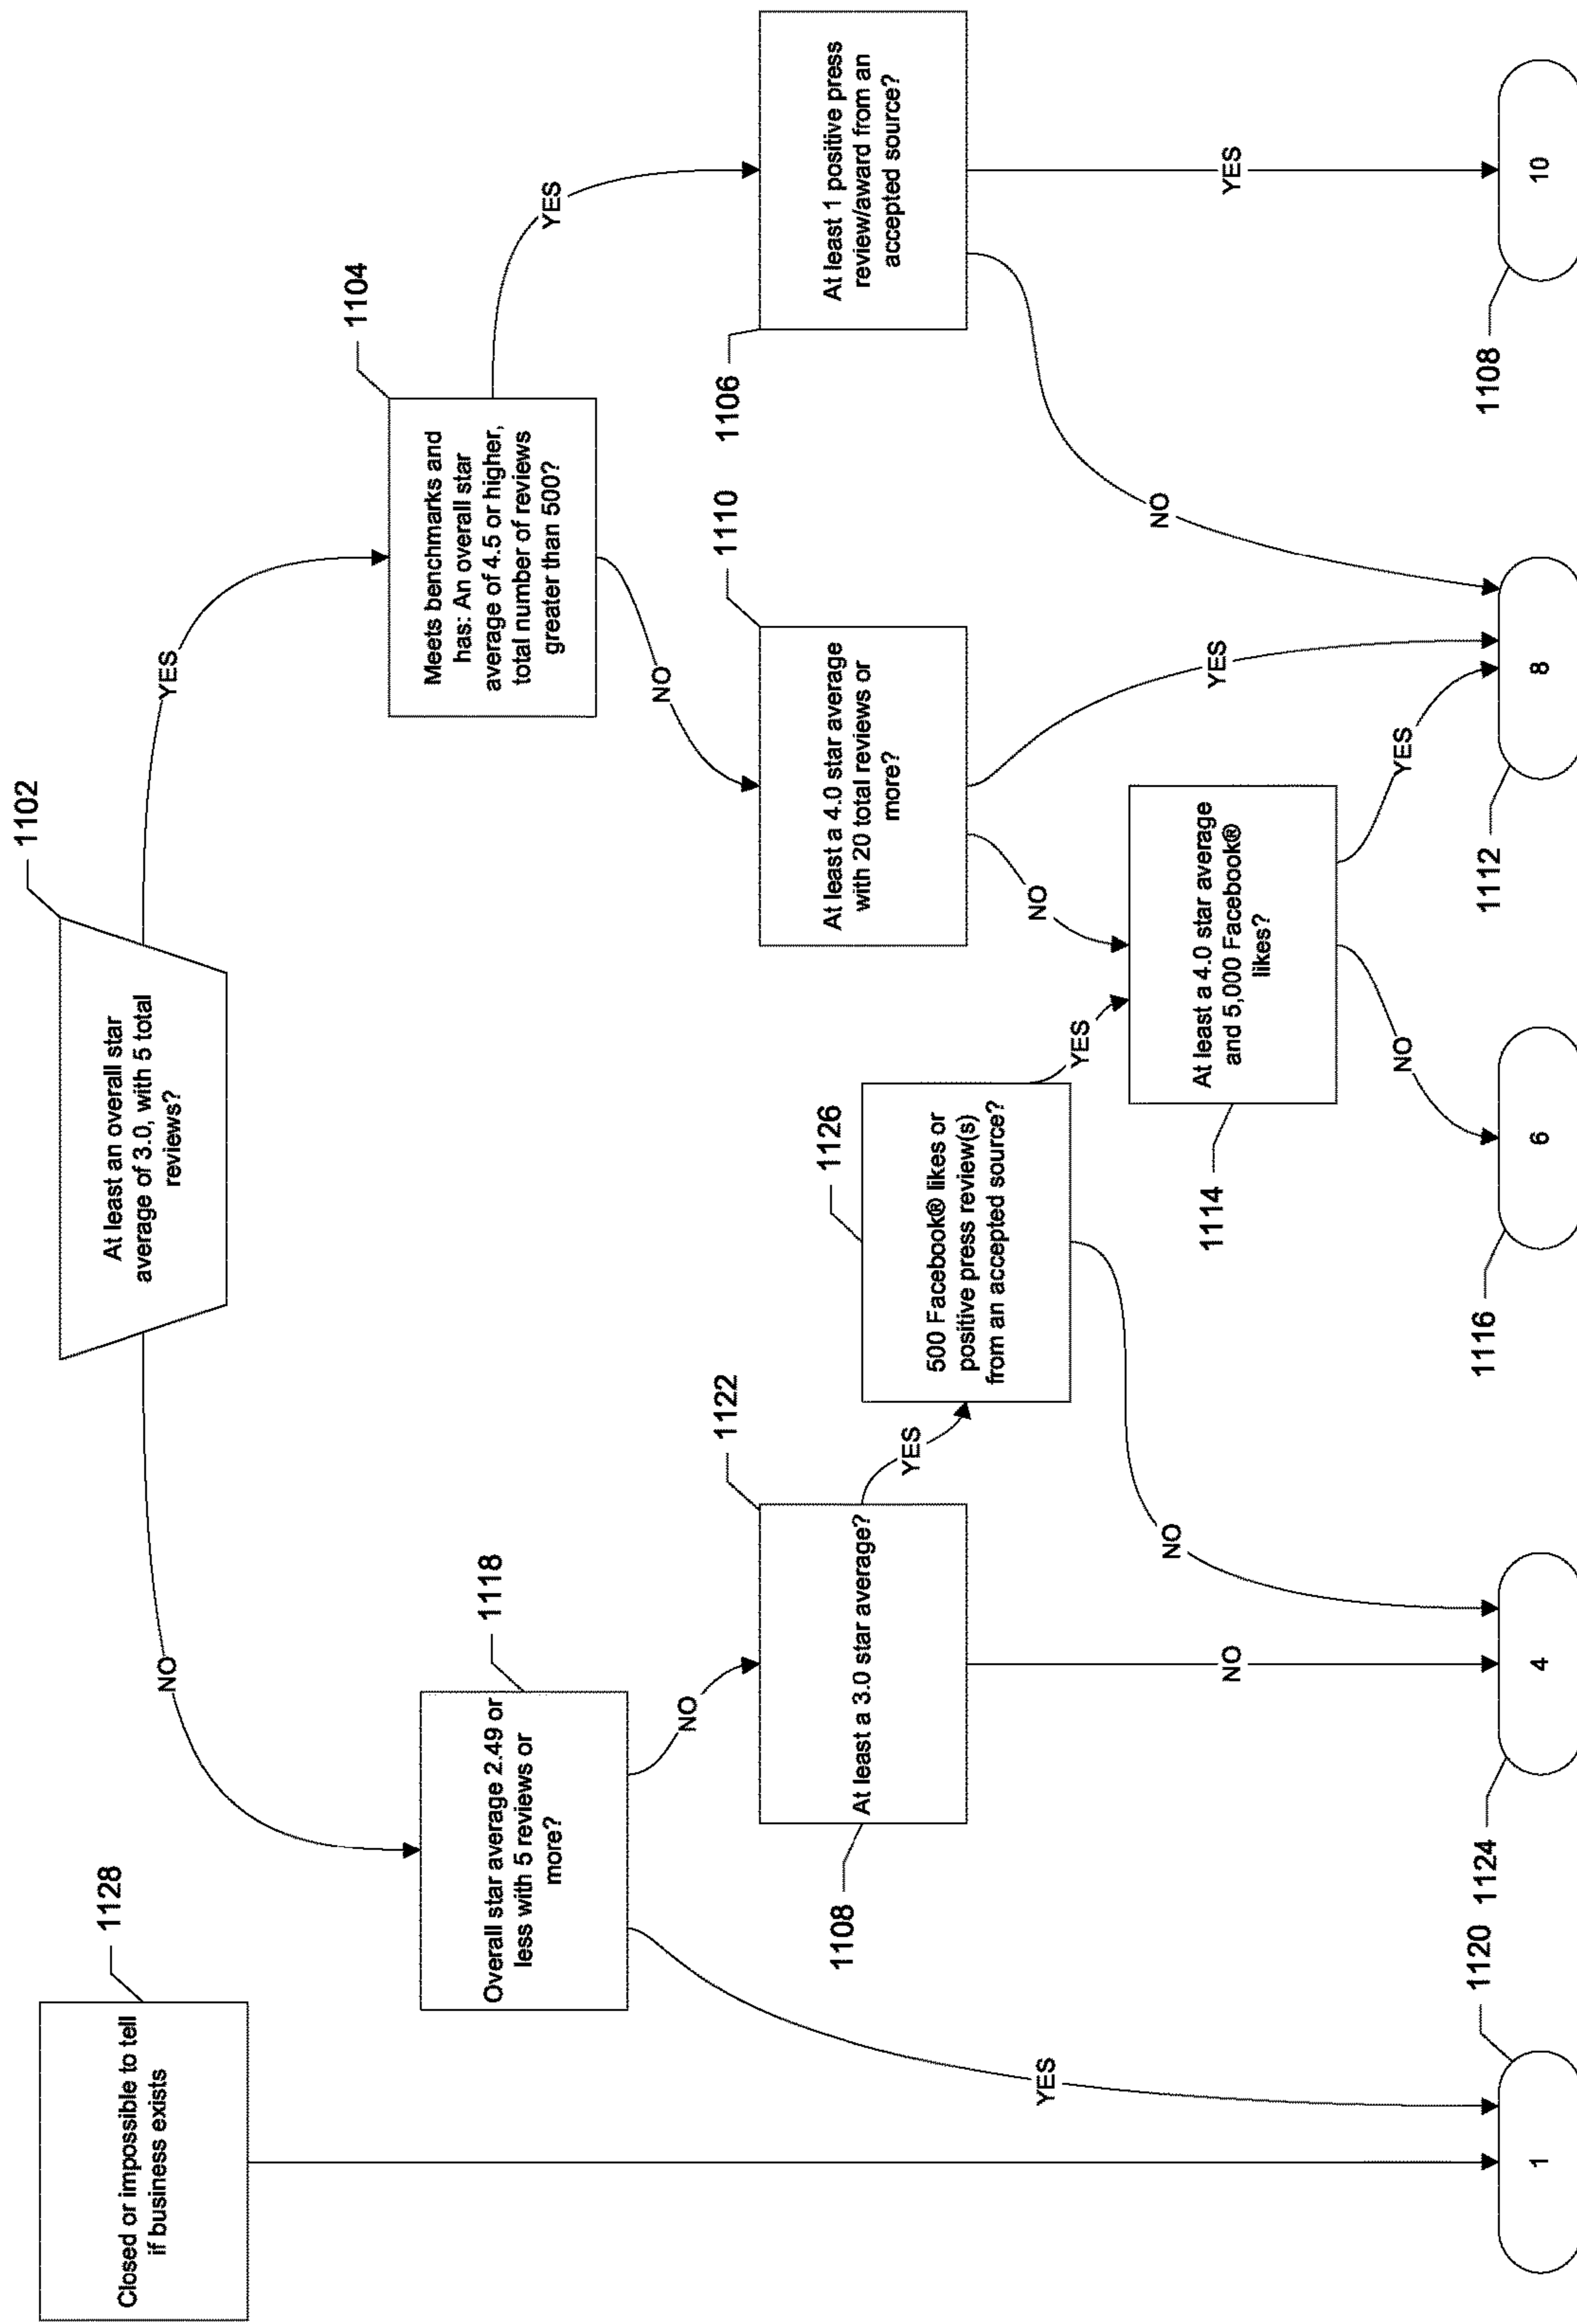 1128
Closed or impossible to tell
if business exists
1102
At least an overall star
average of 3.0, with 5 total
reviews?
NO
YES
1118
Overall star average 2.49 or
less with 5 reviews or
more?
1104
Meets benchmarks and
has: An overall star
average of 4.5 or higher,
total number of reviews
greater than 500?
NO
YES
NO
YES
1122
At least a 3.0 star average?
1108
YES
1126
500 Facebook® likes or
positive press review(s)
from an accepted source?
1110
At least a 4.0 star average
with 20 total reviews or
more?
1106
At least 1 positive press
review/award from an
accepted source?
YES
NO
1114
At least a 4.0 star average
and 5,000 Facebook®
likes?
YES
NO
NO
YES
NO
YES
NO
YES
1120
1
1124
4
1116
6
1112
8
1108
10